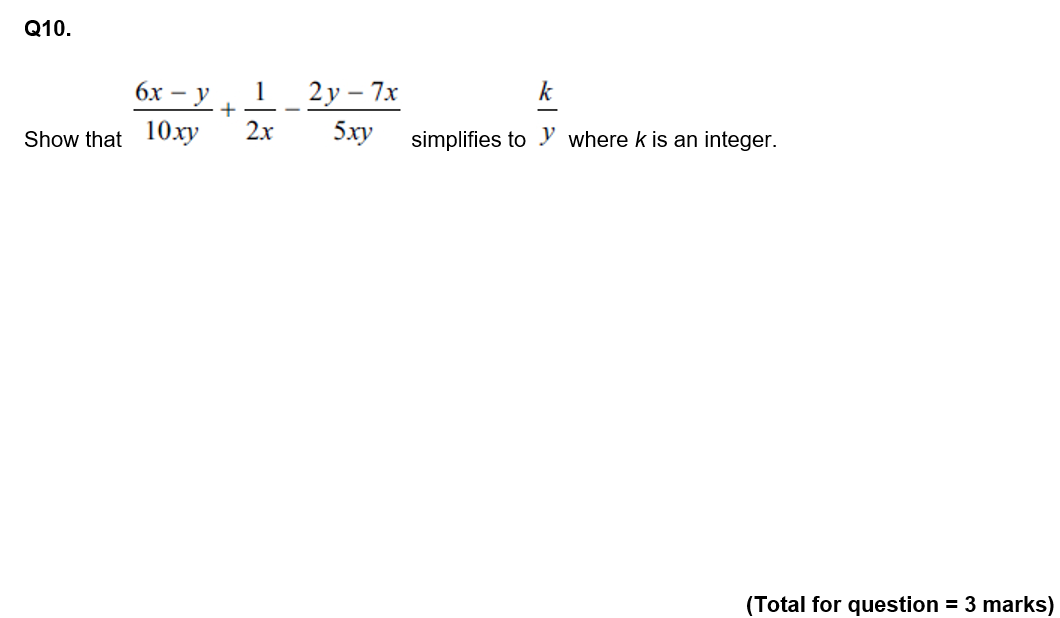 Q10.
Show that (6x – y)/(10xy) + 1/(2x) – (2y – 7x)/(5xy) simplifies to k/y where k is an integer.
(Total for question = 3 marks)